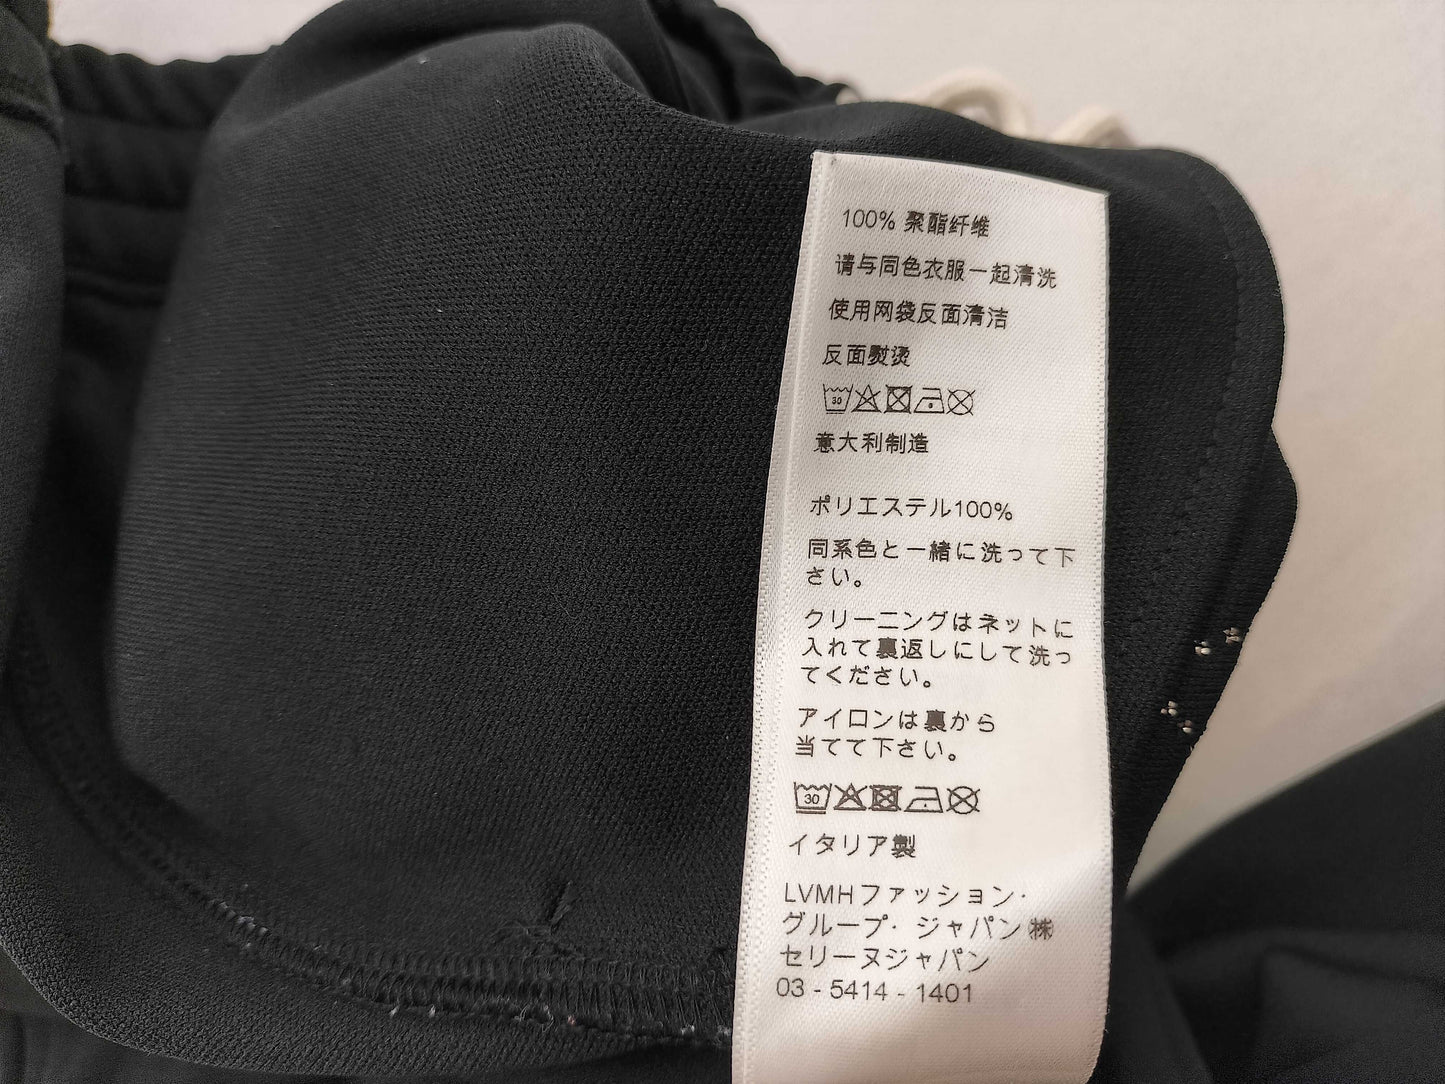 100% 聚酯纤维
请与同色衣服一起清洗
使用网袋反面清洁
反面熨烫
30
意大利制造
ポリエステル100%
同系色と一緒に洗って下
さい。
クリーニングはネットに
入れて裏返しにして洗っ
てください。
アイロンは裏から
当てて下さい。
30
イタリア製
LVMHファッション·
グループ· ジャパン㈱
セリーヌジャパン
03 - 5414 - 1401